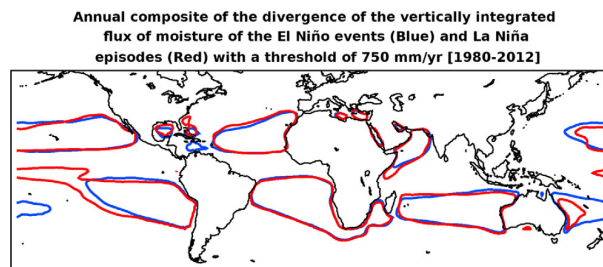 Annual composite of the divergence of the vertically integrated
flux of moisture of the El Niño events (Blue) and La Niña
episodes (Red) with a threshold of 750 mm/yr [1980-2012]